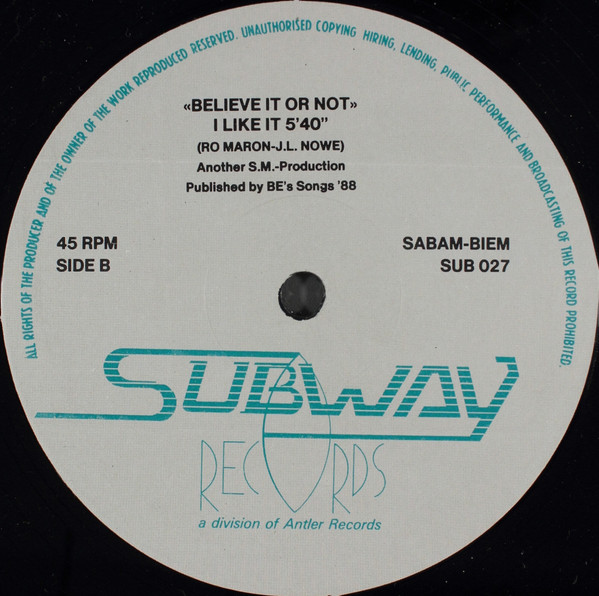 ALL RIGHTS OF THE PRODUCER AND OF THE OWNER OF THE WORK REPRODUCED RESERVED. UNAUTHORISED COPYING HIRING, LENDING, PUBLIC PERFORMANCE AND BROADCASTING OF THIS RECORD PROHIBITED.
«BELIEVE IT OR NOT»
I LIKE IT 5'40"
(RO MARON-J.L. NOWE)
Another S.M.-Production
Published by BE's Songs '88
45 RPM
SIDE B
SABAM-BIEM
SUB 027
SUBWAY
RECORDS
a division of Antler Records